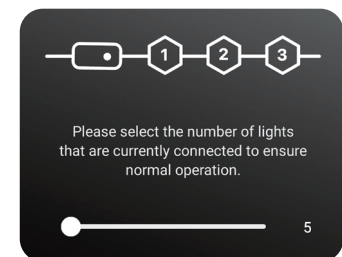 1 2 3
Please select the number of lights
that are currently connected to ensure
normal operation.
5